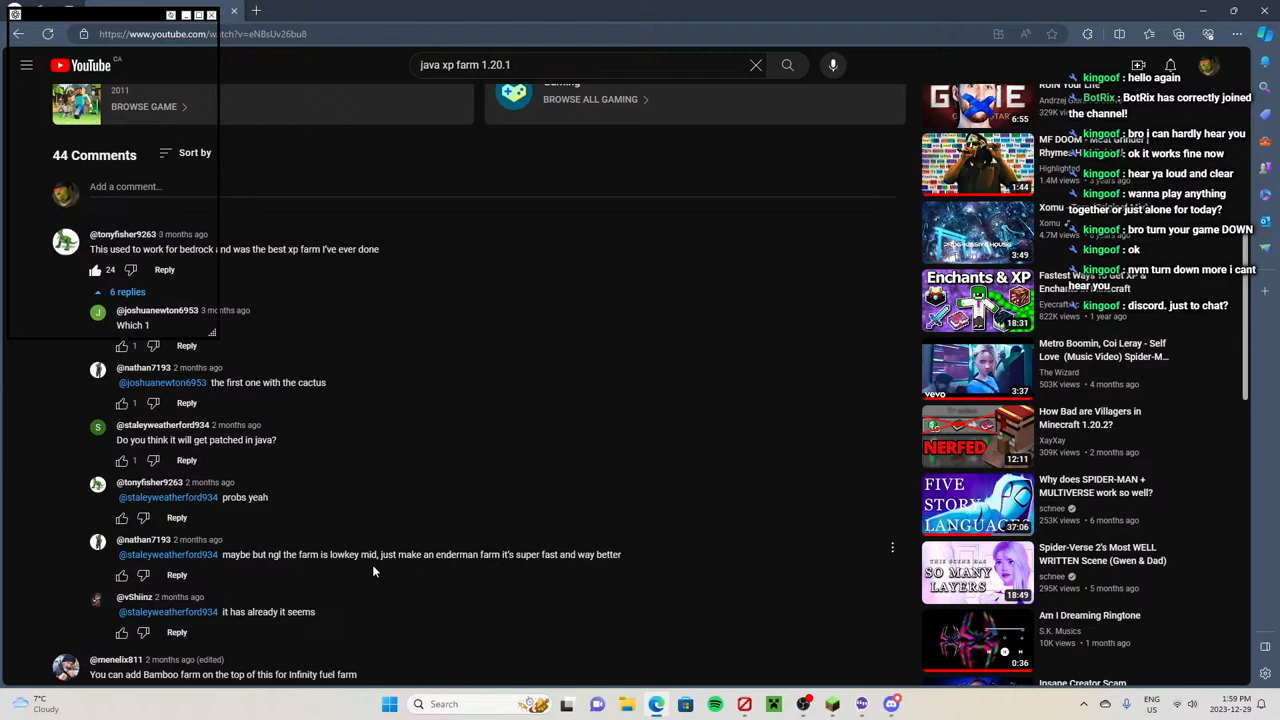 https://www.youtube.com/watch?v=eN8sUv26bu8
YouTube CA
java xp farm 1.20.1
2011
BROWSE GAME
BROWSE ALL GAMING
44 Comments
Sort by
Add a comment...
@tonyfisher9263 3 months ago
This used to work for bedrock and was the best xp farm I've ever done
24 Reply
6 replies
@joshuanewton6953 3 months ago
Which 1
1 Reply
@nathan7193 2 months ago
@joshuanewton6953 the first one with the cactus
1 Reply
@staleyweatherford934 2 months ago
Do you think it will get patched in java?
1 Reply
@tonyfisher9263 2 months ago
@staleyweatherford934 probs yeah
Reply
@nathan7193 2 months ago
@staleyweatherford934 maybe but ngl the farm is lowkey mid, just make an enderman farm it's super fast and way better
Reply
@vShiinz 2 months ago
@staleyweatherford934 it has already it seems
Reply
@menelix811 2 months ago (edited)
You can add Bamboo farm on the top of this for Infinity fuel farm
6:55
MF DOOM - Meat Grinder |
Highlighted
1:44
Xomu
3:49
Enchants & XP
18:31
Fastest Ways To Get XP &
Enchants in Minecraft
822K views • 1 year ago
Metro Boomin, Coi Leray - Self
Love (Music Video) Spider-M...
The Wizard
503K views • 4 months ago
vevo
3:37
How Bad are Villagers in
Minecraft 1.20.2?
XayXay
309K views • 2 months ago
NERFED
12:11
Why does SPIDER-MAN +
MULTIVERSE work so well?
schnee
253K views • 6 months ago
FIVE
STORY
LANGUAGES
37:06
Spider-Verse 2's Most WELL
WRITTEN Scene (Gwen & Dad)
schnee
295K views • 5 months ago
THIS SCENE HAS
SO MANY
LAYERS
18:49
Am I Dreaming Ringtone
S.K. Musics
10K views • 1 month ago
0:36
Insane Creator Scam
kingoof : hello again
BotRix : BotRix has correctly joined
the channel!
kingoof : bro i can hardly hear you
kingoof : ok it works fine now
kingoof : hear ya loud and clear
kingoof : wanna play anything
together or just alone for today?
kingoof : bro turn your game DOWN
kingoof : ok
kingoof : nvm turn down more i cant
hear you
kingoof : discord. just to chat?
7°C
Cloudy
Search
ENG
US
1:59 PM
2023-12-29